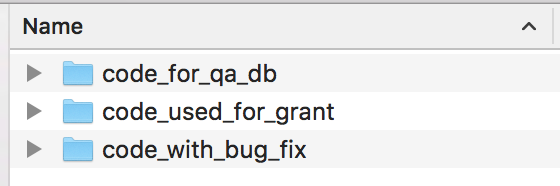 Name
code_for_qa_db
code_used_for_grant
code_with_bug_fix